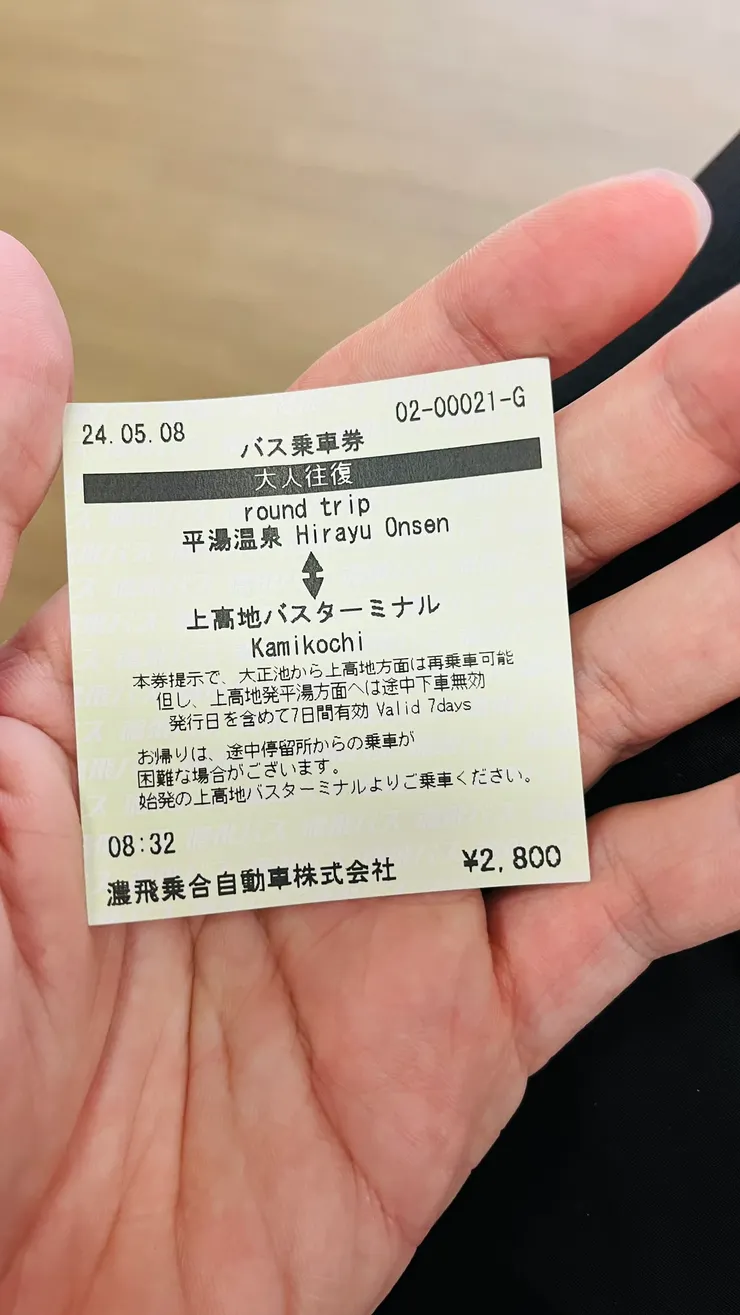 24.05.08 02-00021-G
バス乗車券
大人往復
round trip
平湯温泉 Hirayu Onsen
上高地バスターミナル
Kamikochi
本券提示で、大正池から上高地方面は再乗車可能
但し、上高地発平湯方面へは途中下車無効
発行日を含めて7日間有効 Valid 7days
お帰りは、途中停留所からの乗車が
困難な場合がございます。
始発の上高地バスターミナルよりご乗車ください。
08:32
濃飛乗合自動車株式会社 ¥2,800